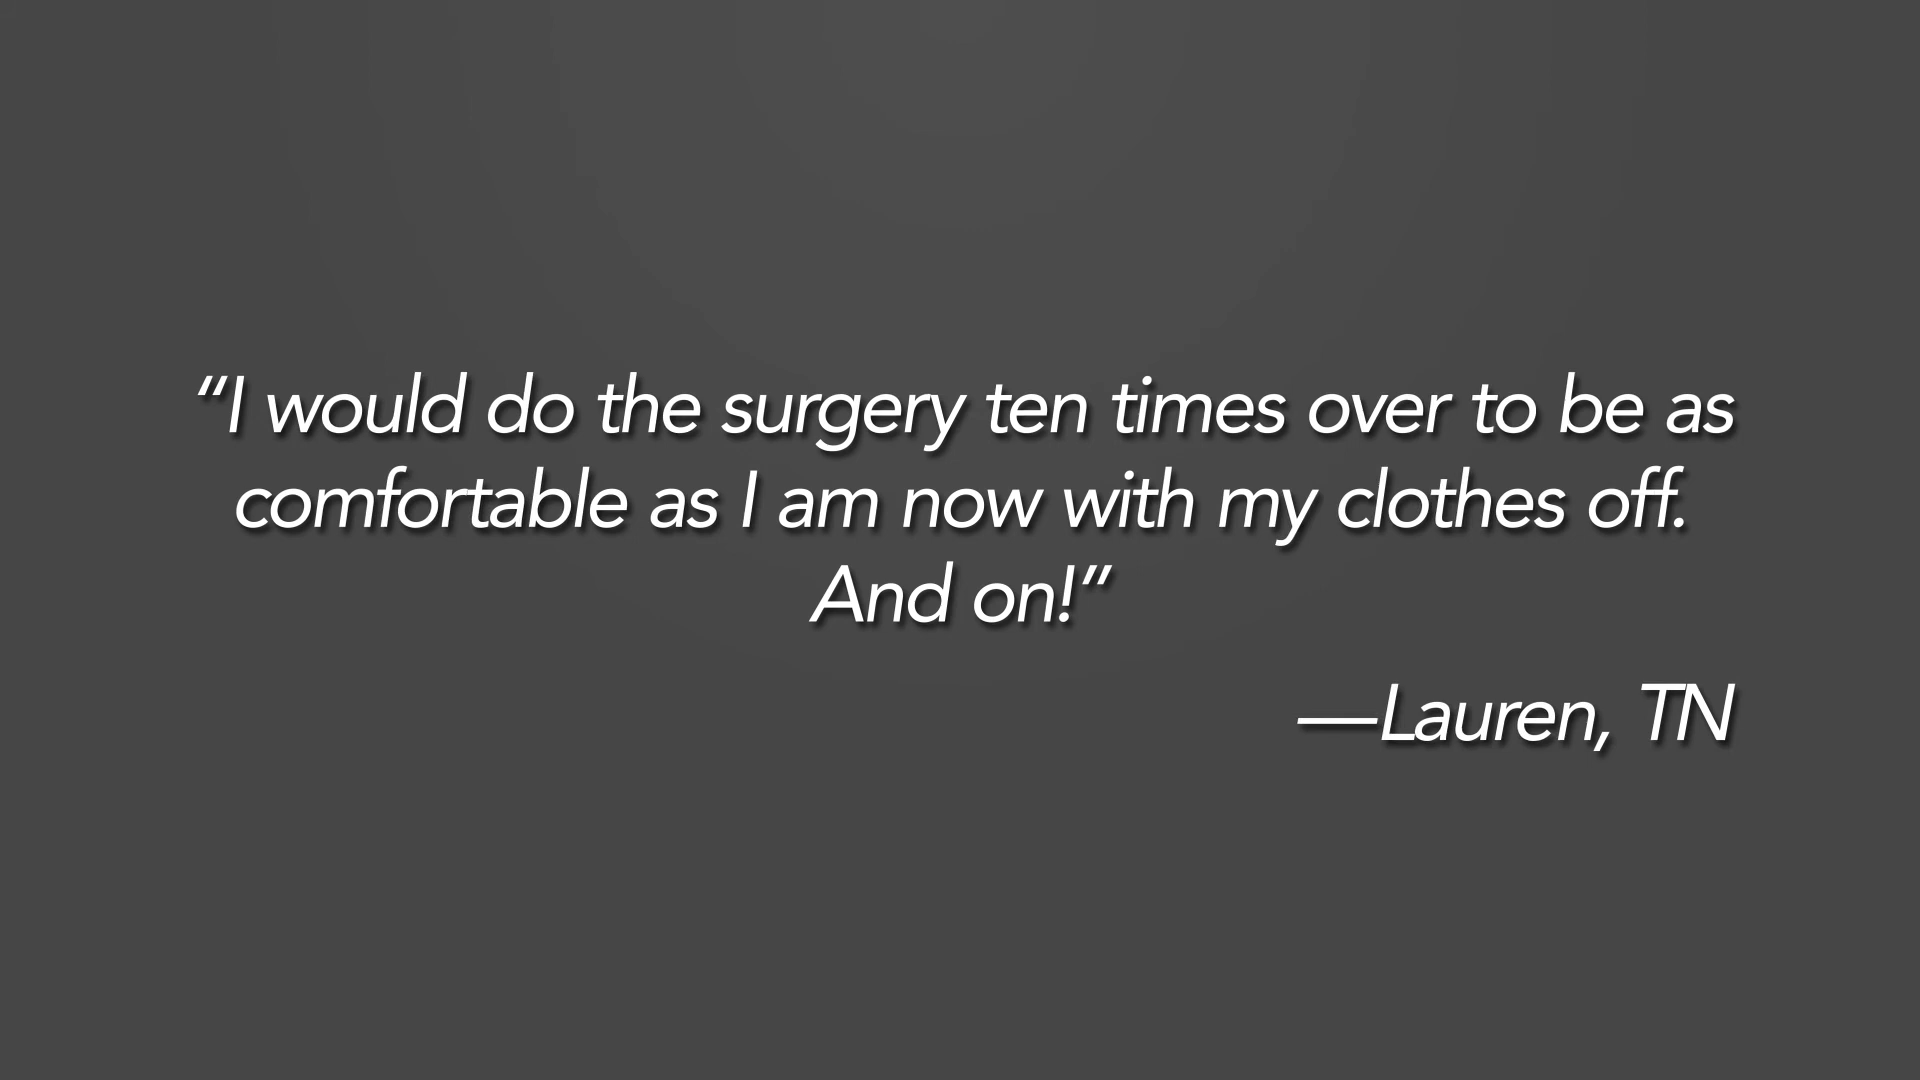 “I would do the surgery ten times over to be as
comfortable as I am now with my clothes off.
And on!”
—Lauren, TN